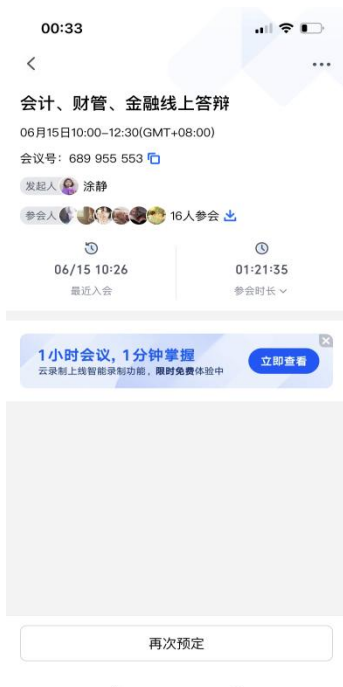 00:33
会计、财管、金融线上答辩
06月15日10:00-12:30(GMT+08:00)
会议号：689 955 553
发起人 涂静
参会人 16人参会
06/15 10:26
最近入会
01:21:35
参会时长
1小时会议，1分钟掌握
云录制上线智能录制功能，限时免费体验中
立即查看
再次预定